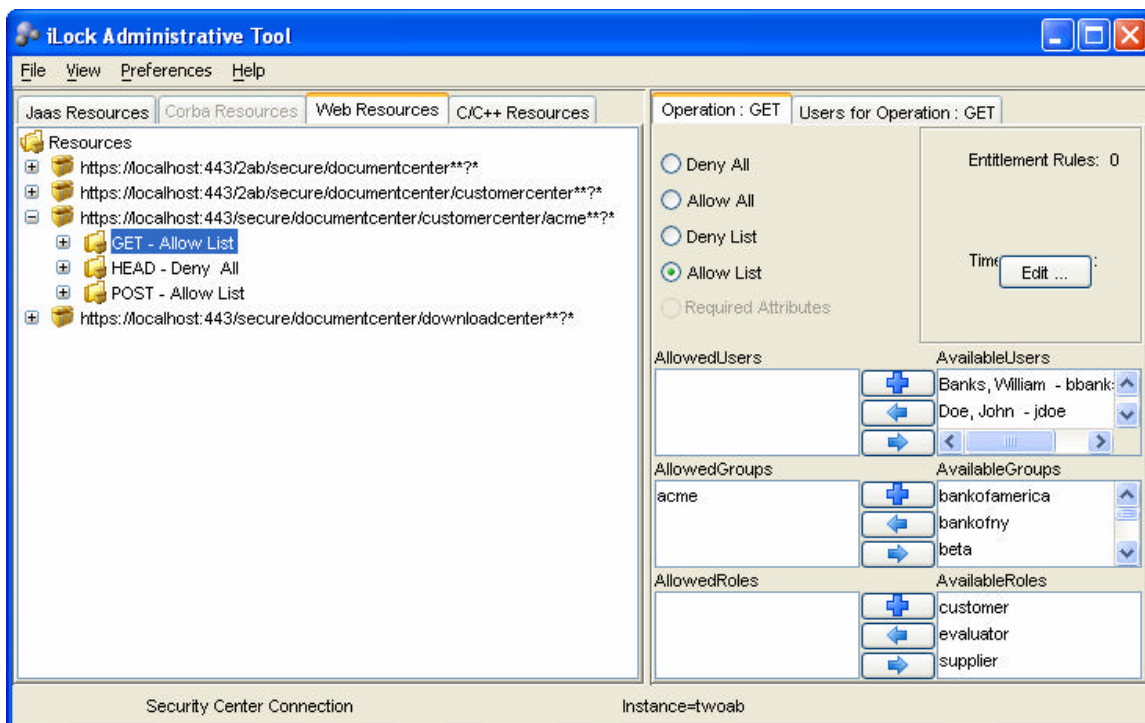 iLock Administrative Tool
File View Preferences Help
Jaas Resources Corba Resources Web Resources C/C++ Resources
Resources
https://localhost:443/2ab/secure/documentcenter**?*
https://localhost:443/2ab/secure/documentcenter/customercenter**?*
https://localhost:443/secure/documentcenter/customercenter/acme**?*
GET - Allow List
HEAD - Deny All
POST - Allow List
https://localhost:443/secure/documentcenter/downloadcenter**?*
Operation : GET Users for Operation : GET
Deny All
Allow All
Deny List
Allow List
Required Attributes
Entitlement Rules: 0
Edit ...
AllowedUsers AvailableUsers
Banks, William - bbank
Doe, John - jdoe
AllowedGroups AvailableGroups
acme
bankofamerica
bankofny
beta
AllowedRoles AvailableRoles
customer
evaluator
supplier
Security Center Connection Instance=twoab